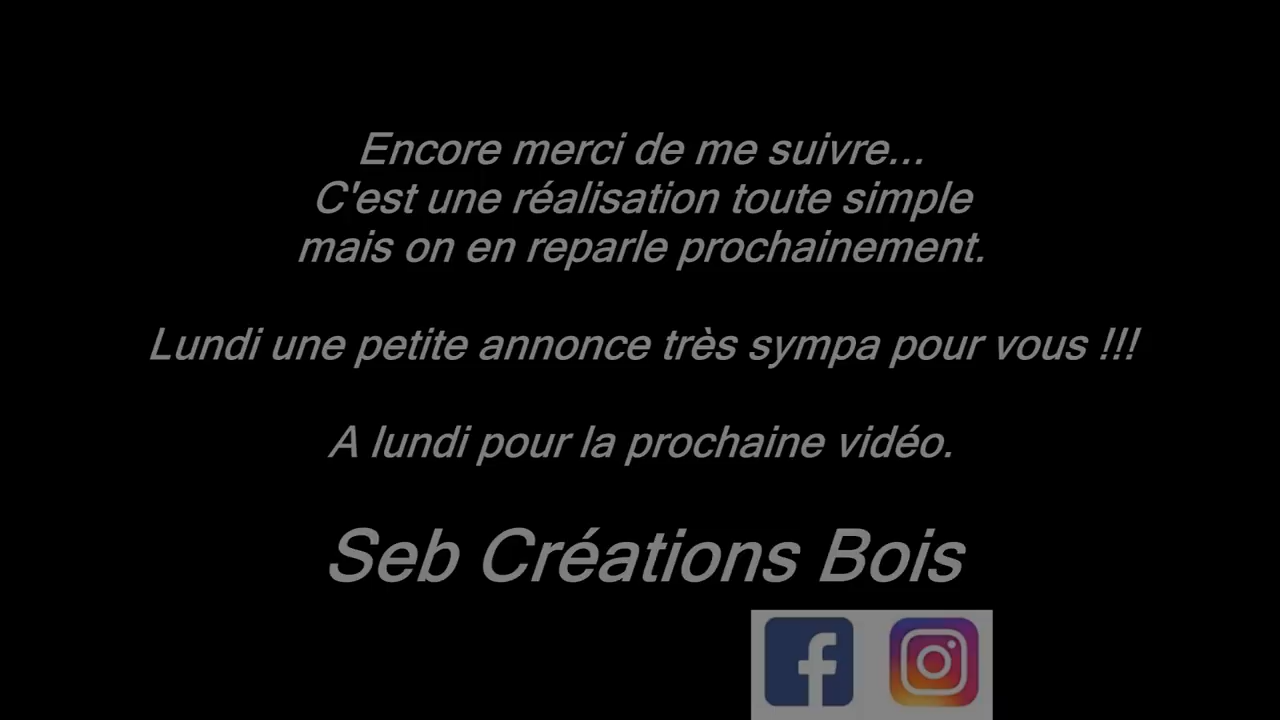 Encore merci de me suivre...
C'est une réalisation toute simple
mais on en reparle prochainement.
Lundi une petite annonce très sympa pour vous !!!
A lundi pour la prochaine vidéo.
Seb Créations Bois